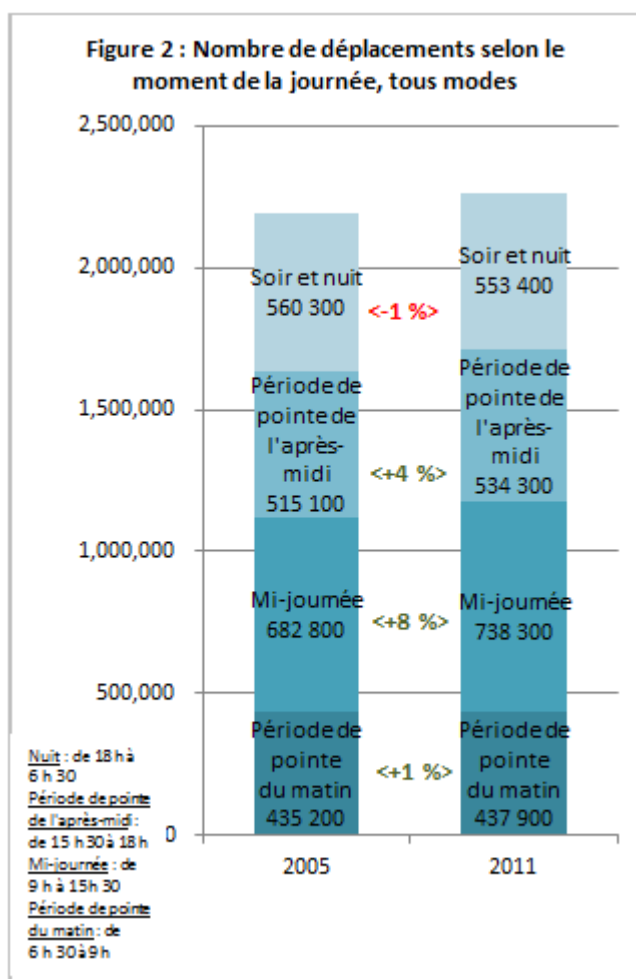 Figure 2 : Nombre de déplacements selon le
moment de la journée, tous modes
2,500,000
2,000,000
1,500,000
1,000,000
500,000
0
Soir et nuit
560 300
Période de
pointe de
l'après-
midi
515 100
Mi-journée
682 800
Période de
pointe
du matin
435 200
<-1 %>
<+4 %>
<+8 %>
<+1 %>
Soir et nuit
553 400
Période de
pointe de
l'après-
midi
534 300
Mi-journée
738 300
Période de
pointe
du matin
437 900
2005
2011
Nuit : de 18 h à
6 h 30
Période de pointe
de l'après-midi :
de 15 h 30 à 18h
Mi-journée : de
9 h à 15h 30
Période de pointe
du matin : de
6 h 30 à 9h